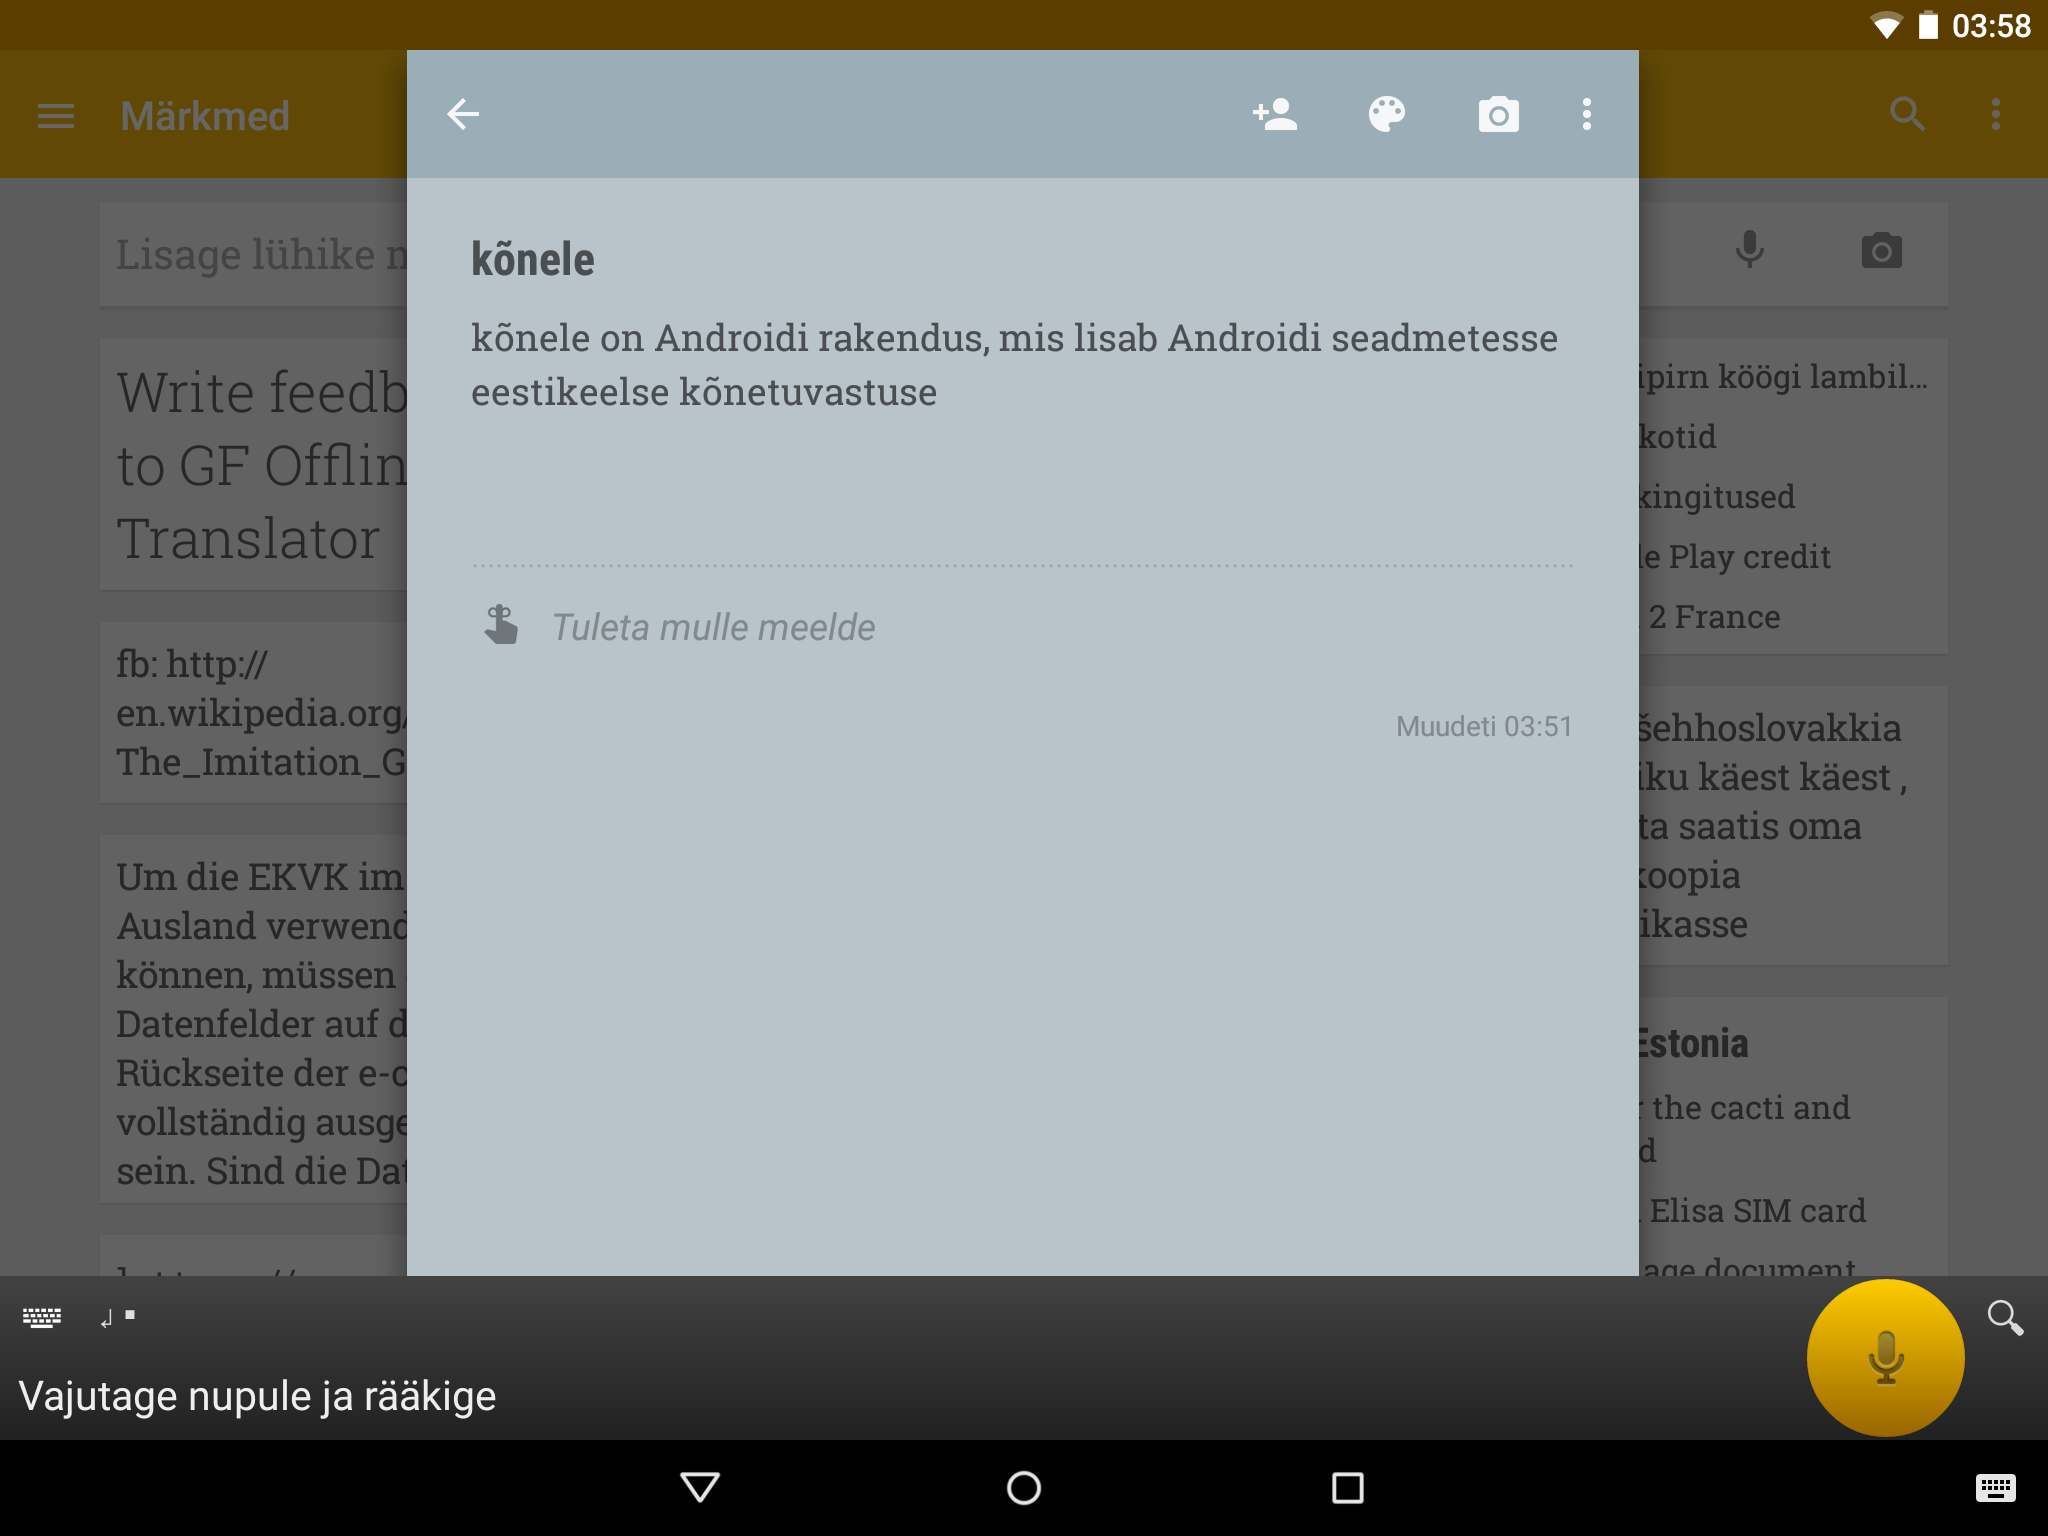 03:58
Märkmed
Lisage lühike
Write feedb
to GF Offlin
Translator
fb: http://
en.wikipedia.org/
The_Imitation_G
Um die EKVK im
Ausland verwend
können, müssen
Datenfelder auf d
Rückseite der e-c
vollständig ausge
sein. Sind die Dat
kõnele
kõnele on Androidi rakendus, mis lisab Androidi seadmetesse
eestikeelse kõnetuvastuse
Tuleta mulle meelde
Muudeti 03:51
ipirn köögi lambil...
kotid
kingitused
le Play credit
2 France
šehhoslovakkia
iku käest käest ,
ta saatis oma
koopia
ikasse
Estonia
r the cacti and
d
Elisa SIM card
age document
Vajutage nupule ja rääkige